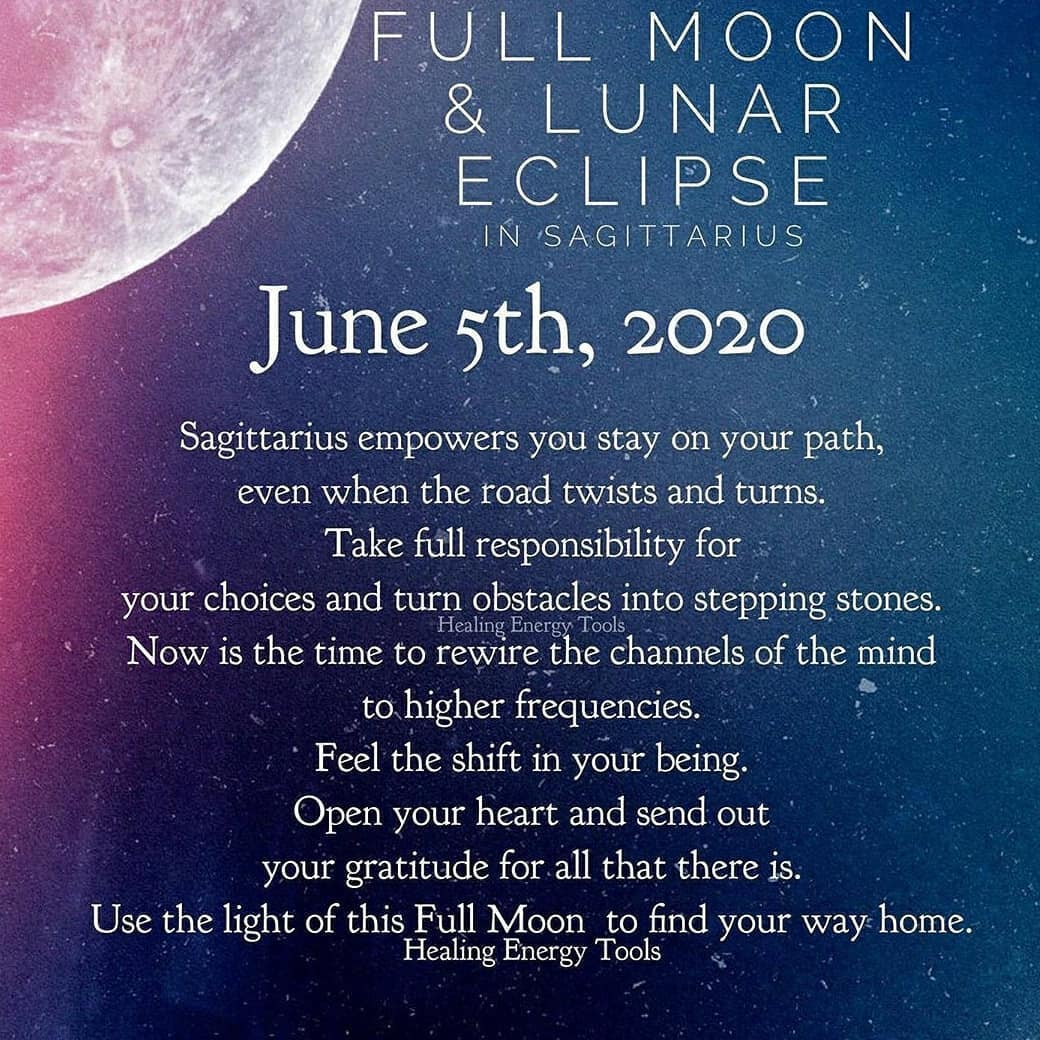 FULL MOON
& LUNAR
ECLIPSE
IN SAGITTARIUS
June 5th, 2020
Sagittarius empowers you stay on your path,
even when the road twists and turns.
Take full responsibility for
your choices and turn obstacles into stepping stones.
Healing Energy Tools
Now is the time to rewire the channels of the mind
to higher frequencies.
Feel the shift in your being.
Open your heart and send out
your gratitude for all that there is.
Use the light of this Full Moon to find your way home.
Healing Energy Tools